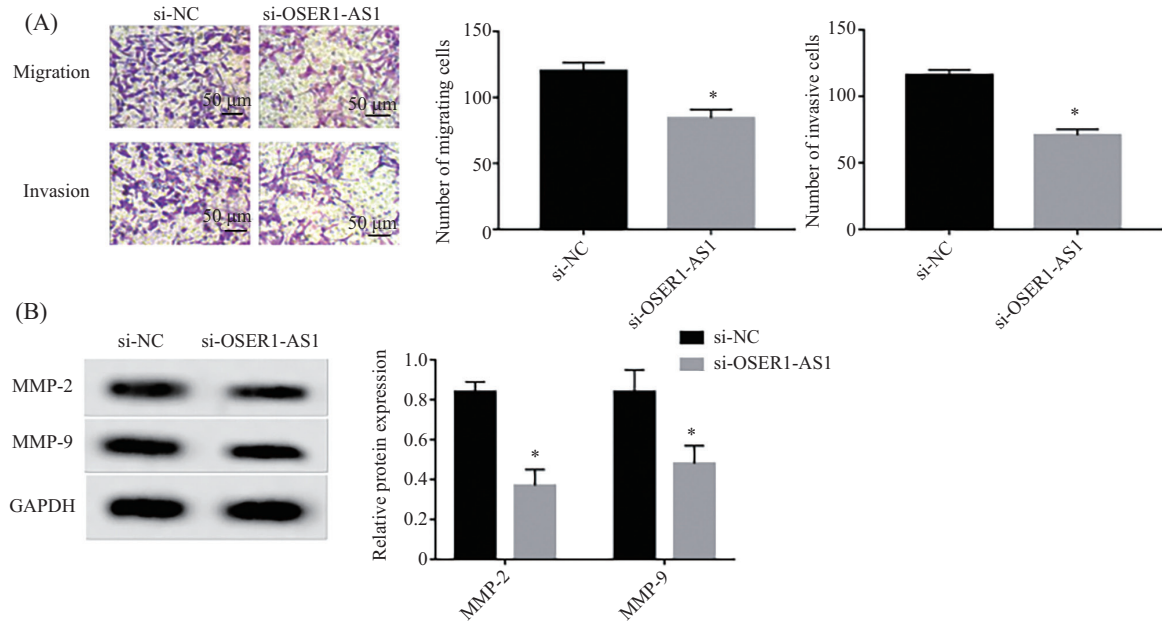 (A)
si-NC si-OSER1-AS1
Migration
50 μm 50 μm
Invasion
50 μm 50 μm
Number of migrating cells
150
100
50
0
*
si-NC
si-OSER1-AS1
Number of invasive cells
150
100
50
0
*
si-NC
si-OSER1-AS1
(B)
si-NC si-OSER1-AS1
MMP-2
MMP-9
GAPDH
si-NC
si-OSER1-AS1
Relative protein expression
1.0
0.8
0.6
0.4
0.2
0
*
*
MMP-2
MMP-9